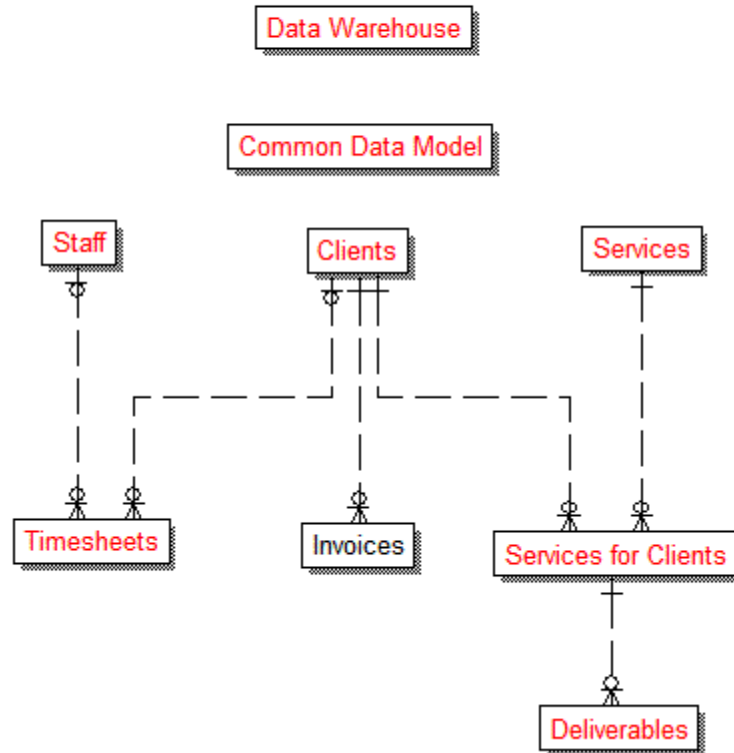 Data Warehouse
Common Data Model
Staff
Clients
Services
Timesheets
Invoices
Services for Clients
Deliverables